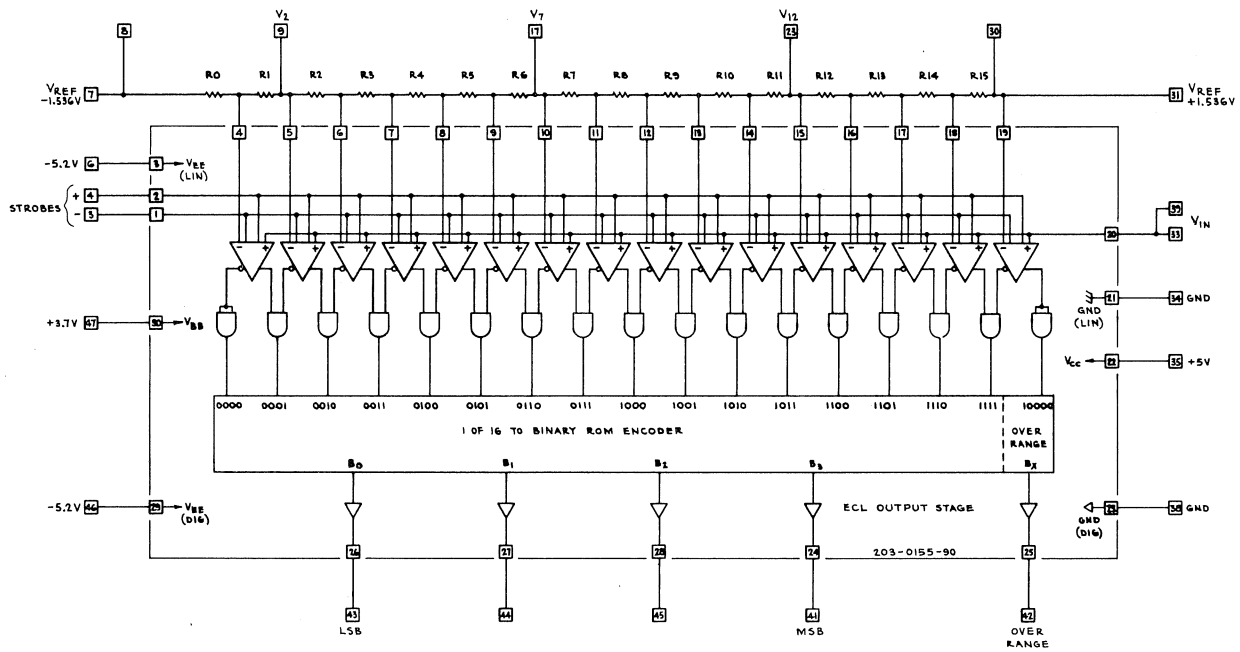 V2 V7 V12
8 9 17 23 30
R0 R1 R2 R3 R4 R5 R6 R7 R8 R9 R10 R11 R12 R13 R14 R15
VREF 7
-1.536V
31 VREF
+1.536V
4 5 6 7 8 9 10 11 12 13 14 15 16 17 18 19
-5.2V 6 3 VEE
(LIN)
STROBES
+ 4 2
- 3 1
39
VIN
20 33
- + - + - + - + - + - + - + - + - + - + - + - + - + - + - + - +
+3.7V 47 30 VBB
21 34 GND
GND
(LIN)
VCC 22 35 +5V
0000 0001 0010 0011 0100 0101 0110 0111 1000 1001 1010 1011 1100 1101 1110 1111 10000
1 OF 16 TO BINARY ROM ENCODER
OVER
RANGE
B0 B1 B2 B3 BX
-5.2V 46 29 VEE
(DIG)
ECL OUTPUT STAGE
38 GND
GND
(DIG)
26 27 28 24 25
203-0155-90
43 44 45 41 42
LSB MSB OVER
RANGE